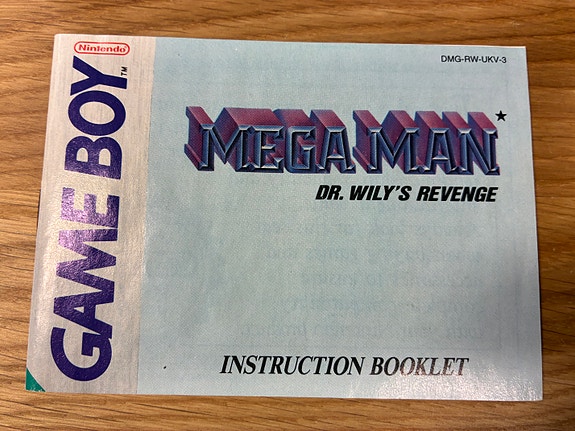 Nintendo
GAME BOY™
DMG-RW-UKV-3
MEGA MAN★
DR. WILY'S REVENGE
INSTRUCTION BOOKLET